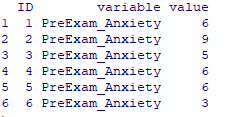 ID variable value
1 1 PreExam_Anxiety 6
2 2 PreExam_Anxiety 9
3 3 PreExam_Anxiety 5
4 4 PreExam_Anxiety 6
5 5 PreExam_Anxiety 6
6 6 PreExam_Anxiety 3